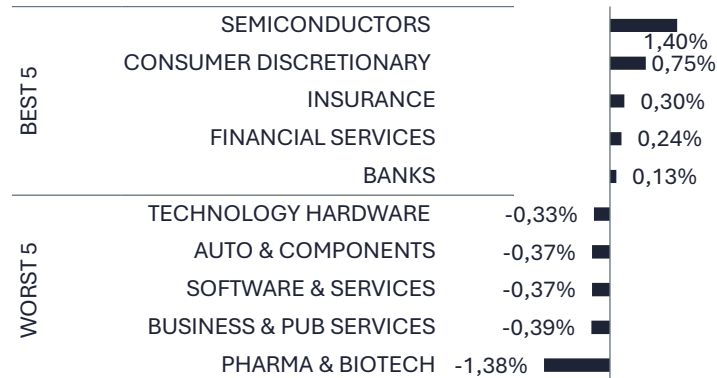 BEST 5
SEMICONDUCTORS 1,40%
CONSUMER DISCRETIONARY 0,75%
INSURANCE 0,30%
FINANCIAL SERVICES 0,24%
BANKS 0,13%
WORST 5
TECHNOLOGY HARDWARE -0,33%
AUTO & COMPONENTS -0,37%
SOFTWARE & SERVICES -0,37%
BUSINESS & PUB SERVICES -0,39%
PHARMA & BIOTECH -1,38%